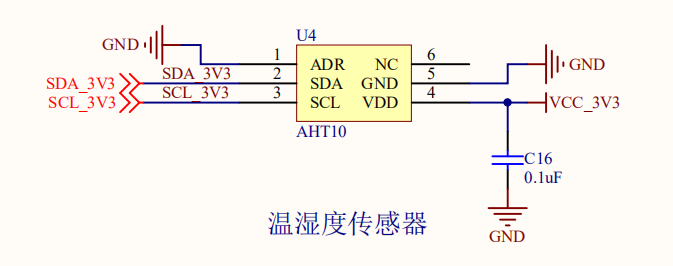 U4
GND
1 ADR NC 6
SDA_3V3 SDA_3V3 2 SDA GND 5 GND
SCL_3V3 SCL_3V3 3 SCL VDD 4 VCC_3V3
AHT10
C16
0.1uF
温湿度传感器
GND